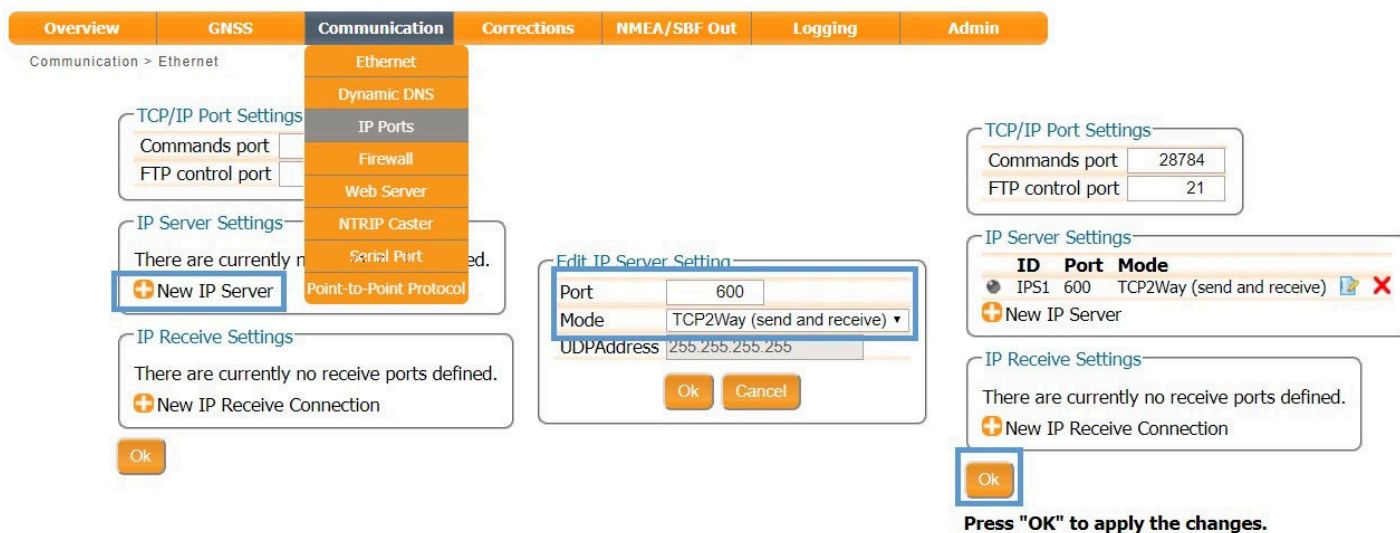 Overview GNSS Communication Corrections NMEA/SBF Out Logging Admin
Communication > Ethernet
Ethernet
Dynamic DNS
IP Ports
Firewall
Web Server
NTRIP Caster
Serial Port
Point-to-Point Protocol
TCP/IP Port Settings
Commands port
FTP control port
IP Server Settings
There are currently n ed.
New IP Server
IP Receive Settings
There are currently no receive ports defined.
New IP Receive Connection
Ok
Edit IP Server Setting
Port 600
Mode TCP2Way (send and receive)
UDPAddress 255.255.255.255
Ok Cancel
TCP/IP Port Settings
Commands port 28784
FTP control port 21
IP Server Settings
ID Port Mode
IPS1 600 TCP2Way (send and receive)
New IP Server
IP Receive Settings
There are currently no receive ports defined.
New IP Receive Connection
Ok
Press "OK" to apply the changes.